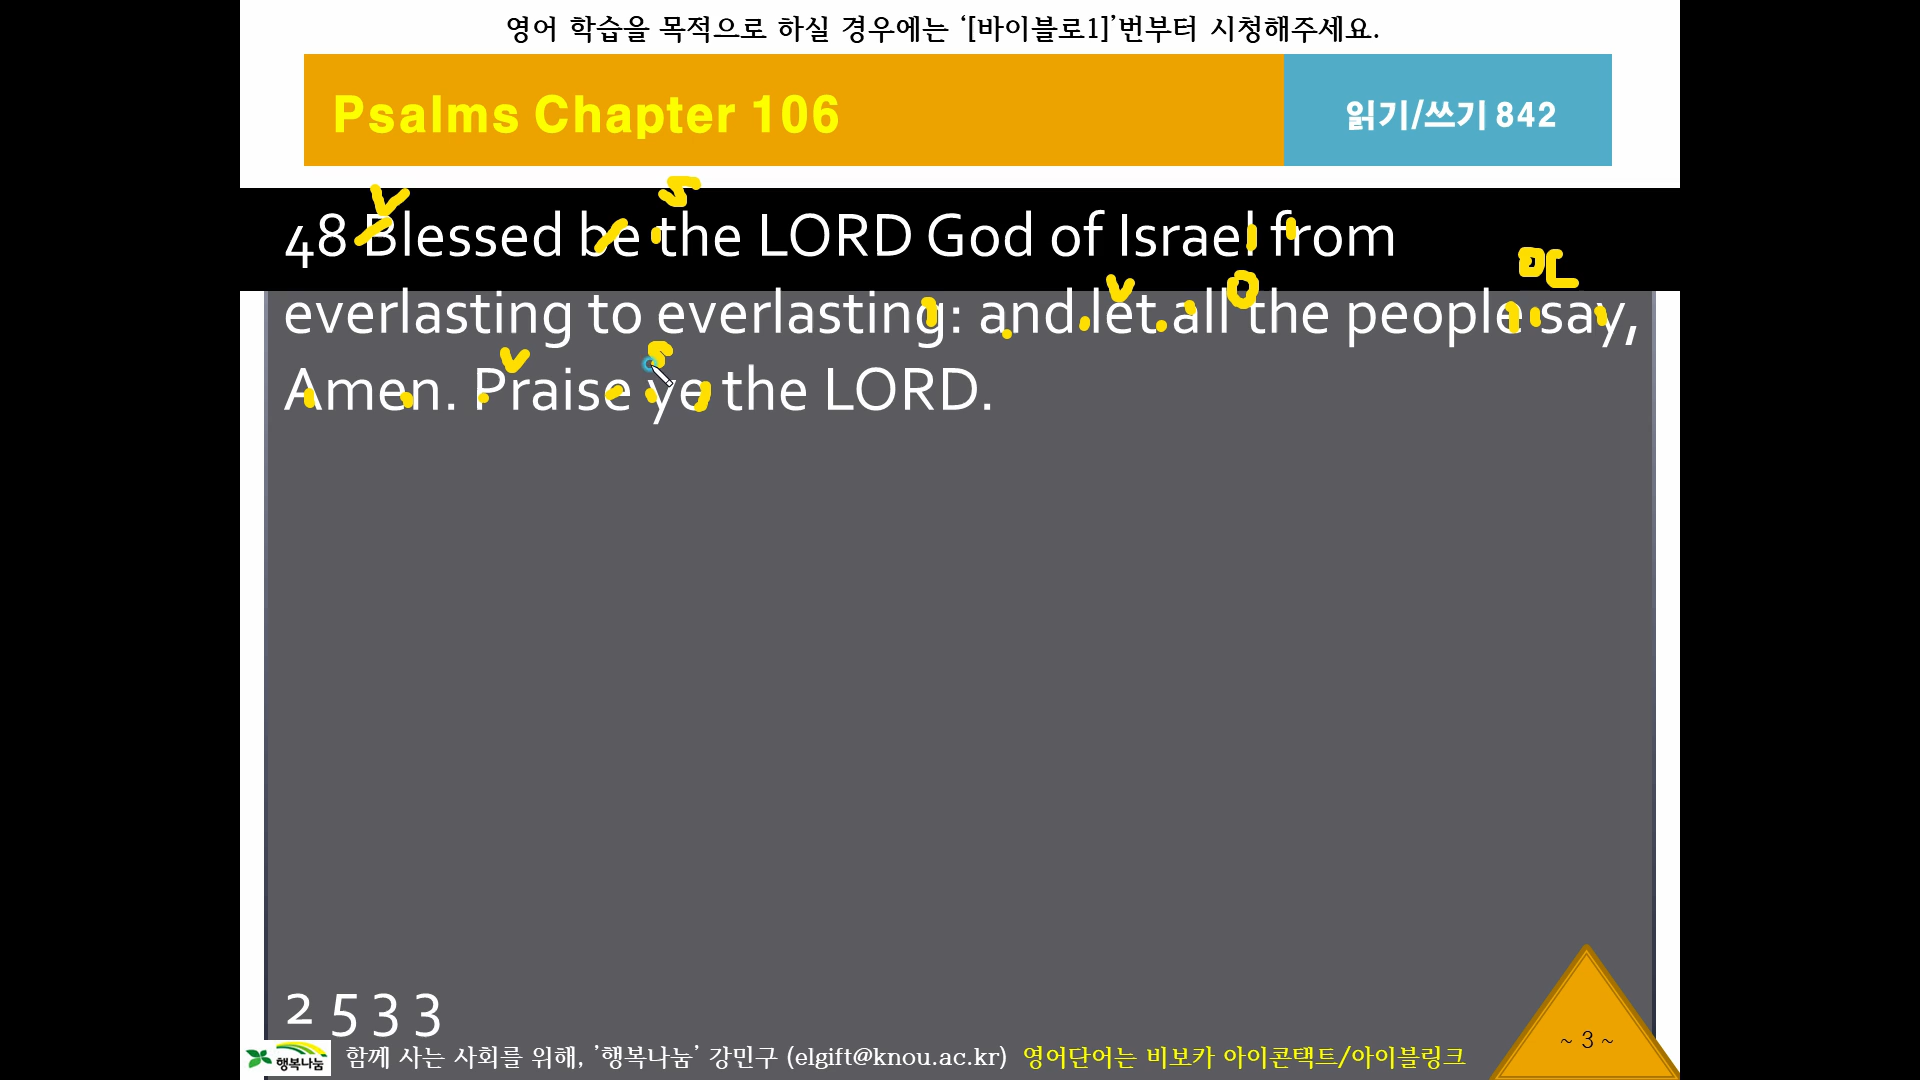 영어 학습을 목적으로 하실 경우에는 ‘[바이블로1]’번부터 시청해주세요.
Psalms Chapter 106
읽기/쓰기 842
48 Blessed be the LORD God of Israel from
everlasting to everlasting: and let all the people say,
Amen. Praise ye the LORD.
2 5 3 3
~ 3 ~
행복나눔
함께 사는 사회를 위해, ’행복나눔’ 강민구 (elgift@knou.ac.kr) 영어단어는 비보카 아이콘택트/아이블링크